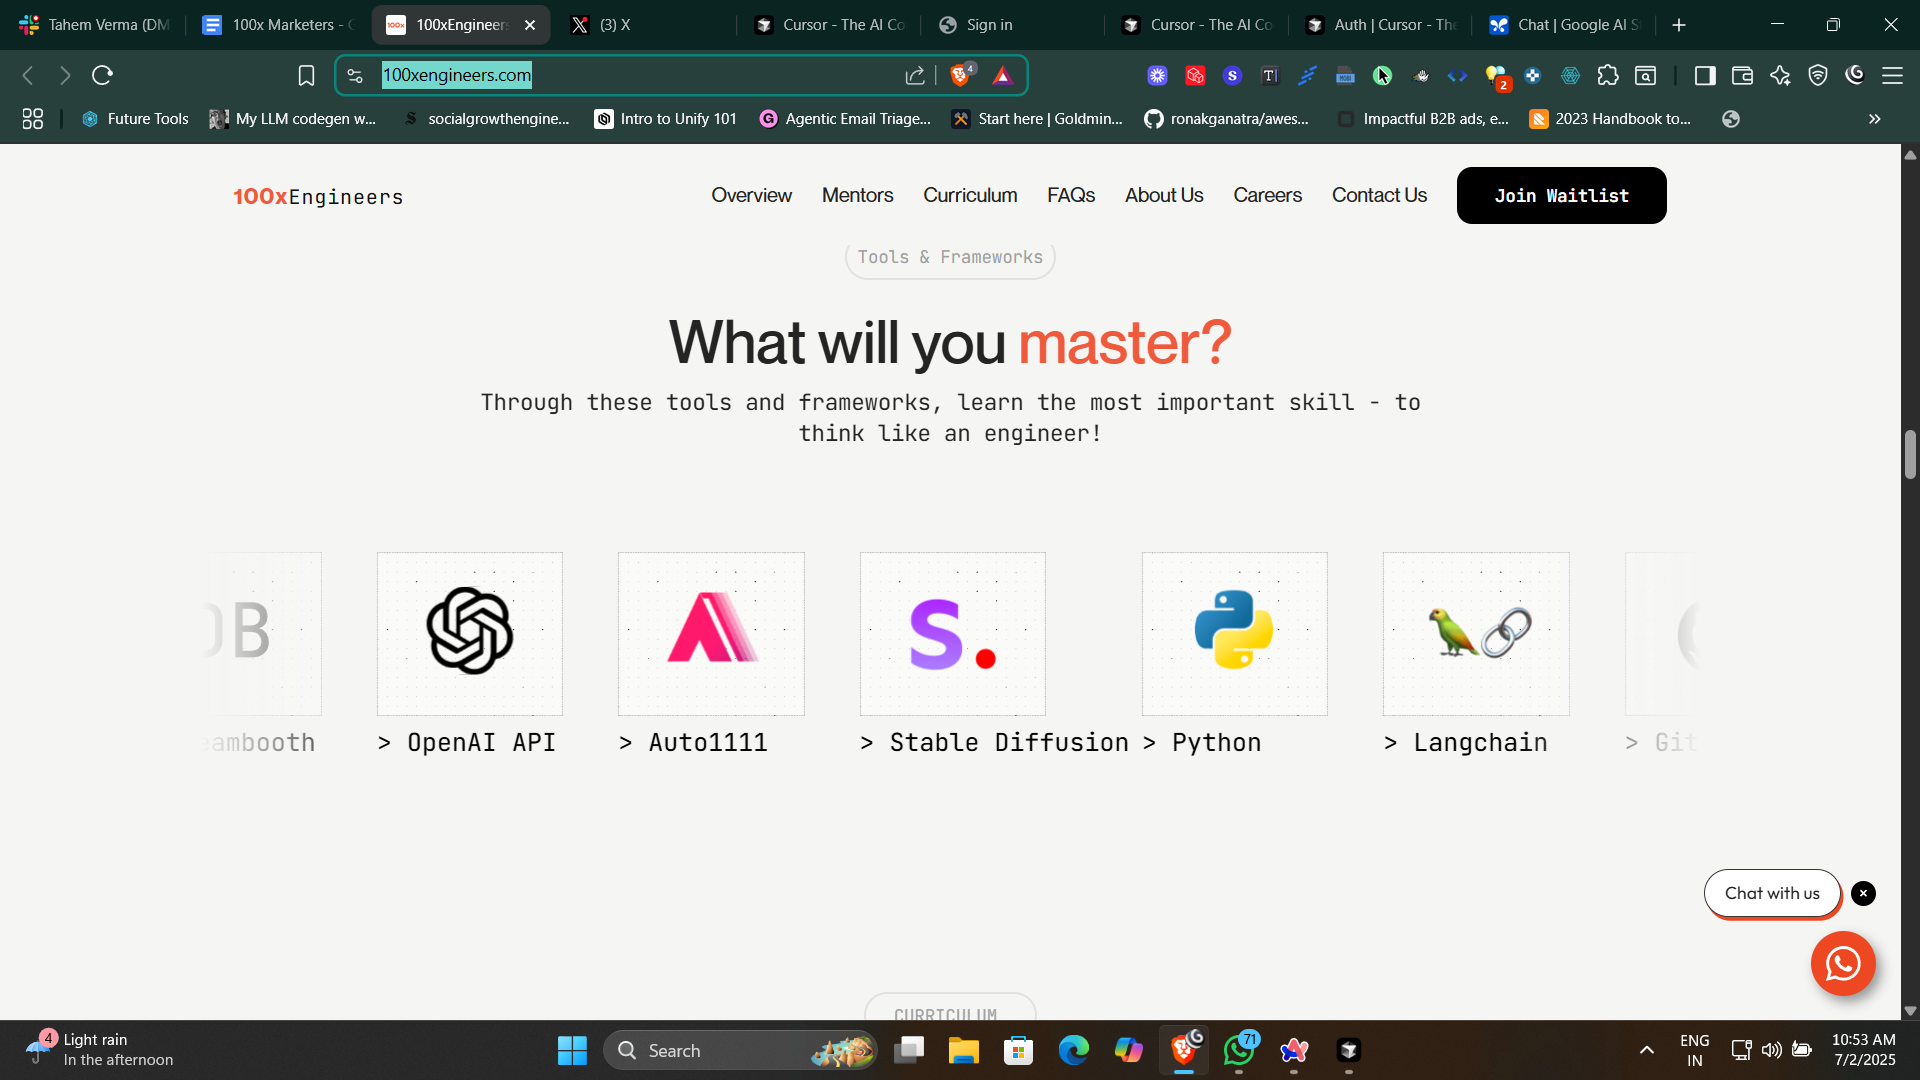 Tahem Verma (DM
100x Marketers -
100xEngineers
(3) X
Cursor - The AI Co
Sign in
Cursor - The AI Co
Auth | Cursor - The
Chat | Google AI S
100xengineers.com
4
2
Future Tools
My LLM codegen w...
socialgrowthengine...
Intro to Unify 101
Agentic Email Triage...
Start here | Goldmin...
ronakganatra/awes...
Impactful B2B ads, e...
2023 Handbook to...
100xEngineers
Overview
Mentors
Curriculum
FAQs
About Us
Careers
Contact Us
Join Waitlist
Tools & Frameworks
What will you master?
Through these tools and frameworks, learn the most important skill - to
think like an engineer!
DB
S.
eambooth
> OpenAI API
> Auto1111
> Stable Diffusion
> Python
> Langchain
> Git
Chat with us
CURRICULUM
4
Light rain
In the afternoon
Search
71
ENG
IN
10:53 AM
7/2/2025